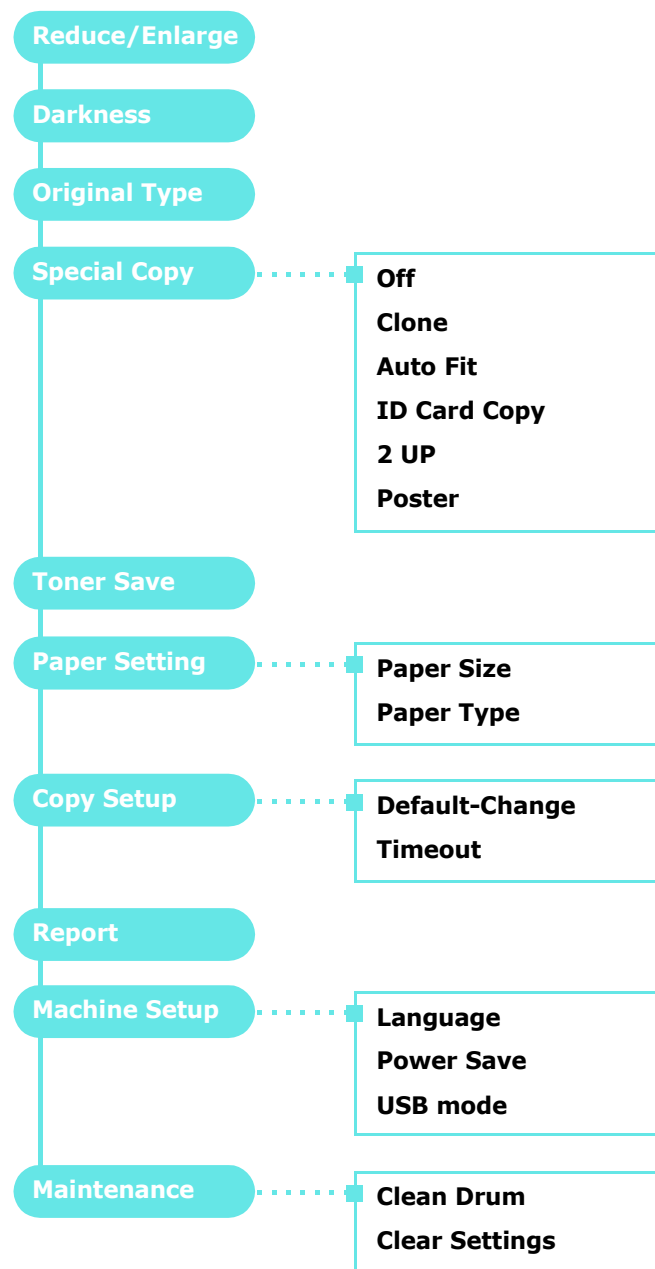 Reduce/Enlarge
Darkness
Original Type
Special Copy
Off
Clone
Auto Fit
ID Card Copy
2 UP
Poster
Toner Save
Paper Setting
Paper Size
Paper Type
Copy Setup
Default-Change
Timeout
Report
Machine Setup
Language
Power Save
USB mode
Maintenance
Clean Drum
Clear Settings